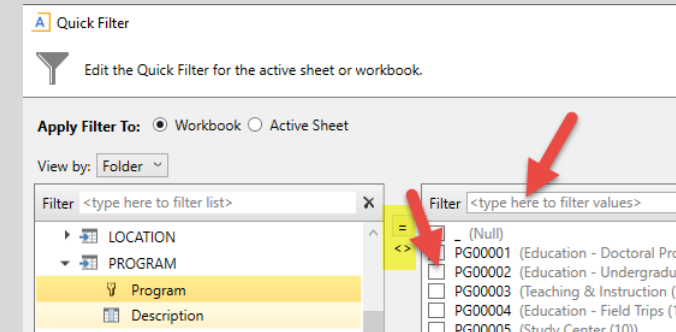 A Quick Filter
Edit the Quick Filter for the active sheet or workbook.
Apply Filter To: Workbook Active Sheet
View by: Folder
Filter <type here to filter list> X
Filter <type here to filter values>
LOCATION
PROGRAM
Program
Description
=
<>
_ (Null)
PG00001 (Education - Doctoral Pro
PG00002 (Education - Undergradu
PG00003 (Teaching & Instruction (
PG00004 (Education - Field Trips (1
PG00005 (Study Center (10))